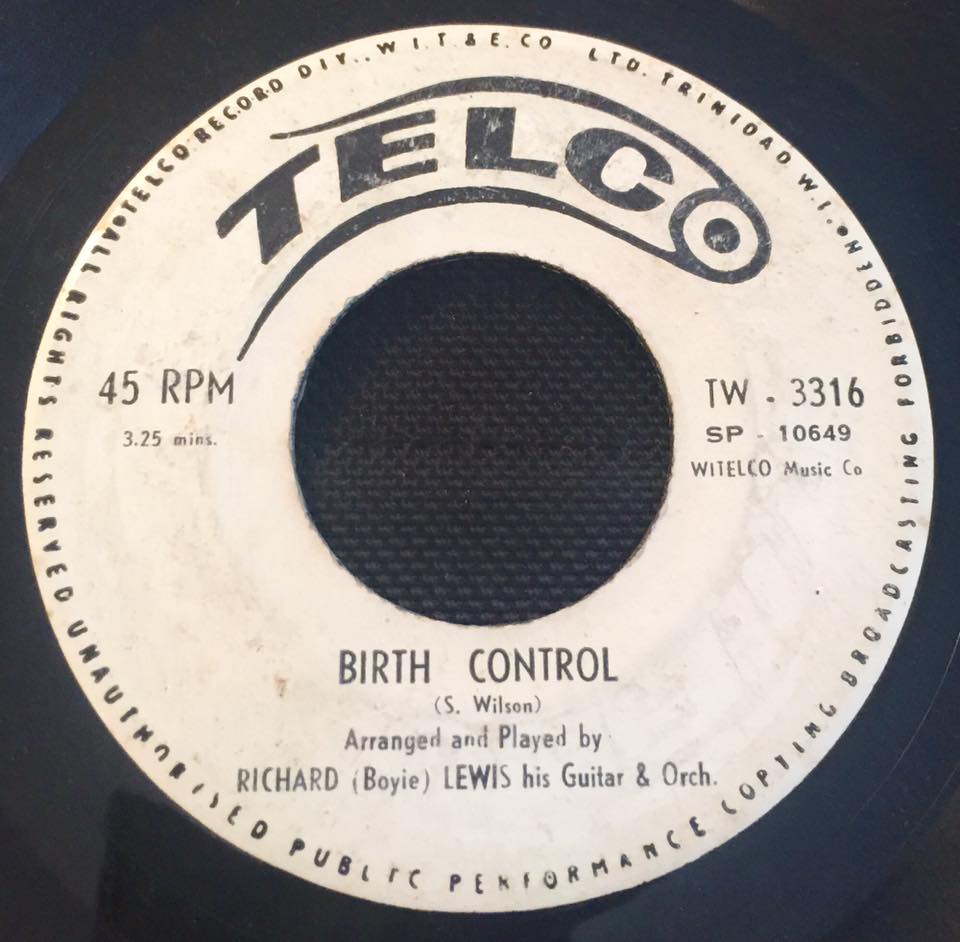 TELCO RECORD DIV., W.I.T. & E. CO LTD. TRINIDAD W.I.
TELCO
45 RPM
3.25 mins.
TW - 3316
SP - 10649
WITELCO Music Co
BIRTH CONTROL
(S. Wilson)
Arranged and Played by
RICHARD (Boyie) LEWIS his Guitar & Orch.
ALL RIGHTS RESERVED UNAUTHORISED PUBLIC PERFORMANCE COPYING BROADCASTING FORBIDDEN